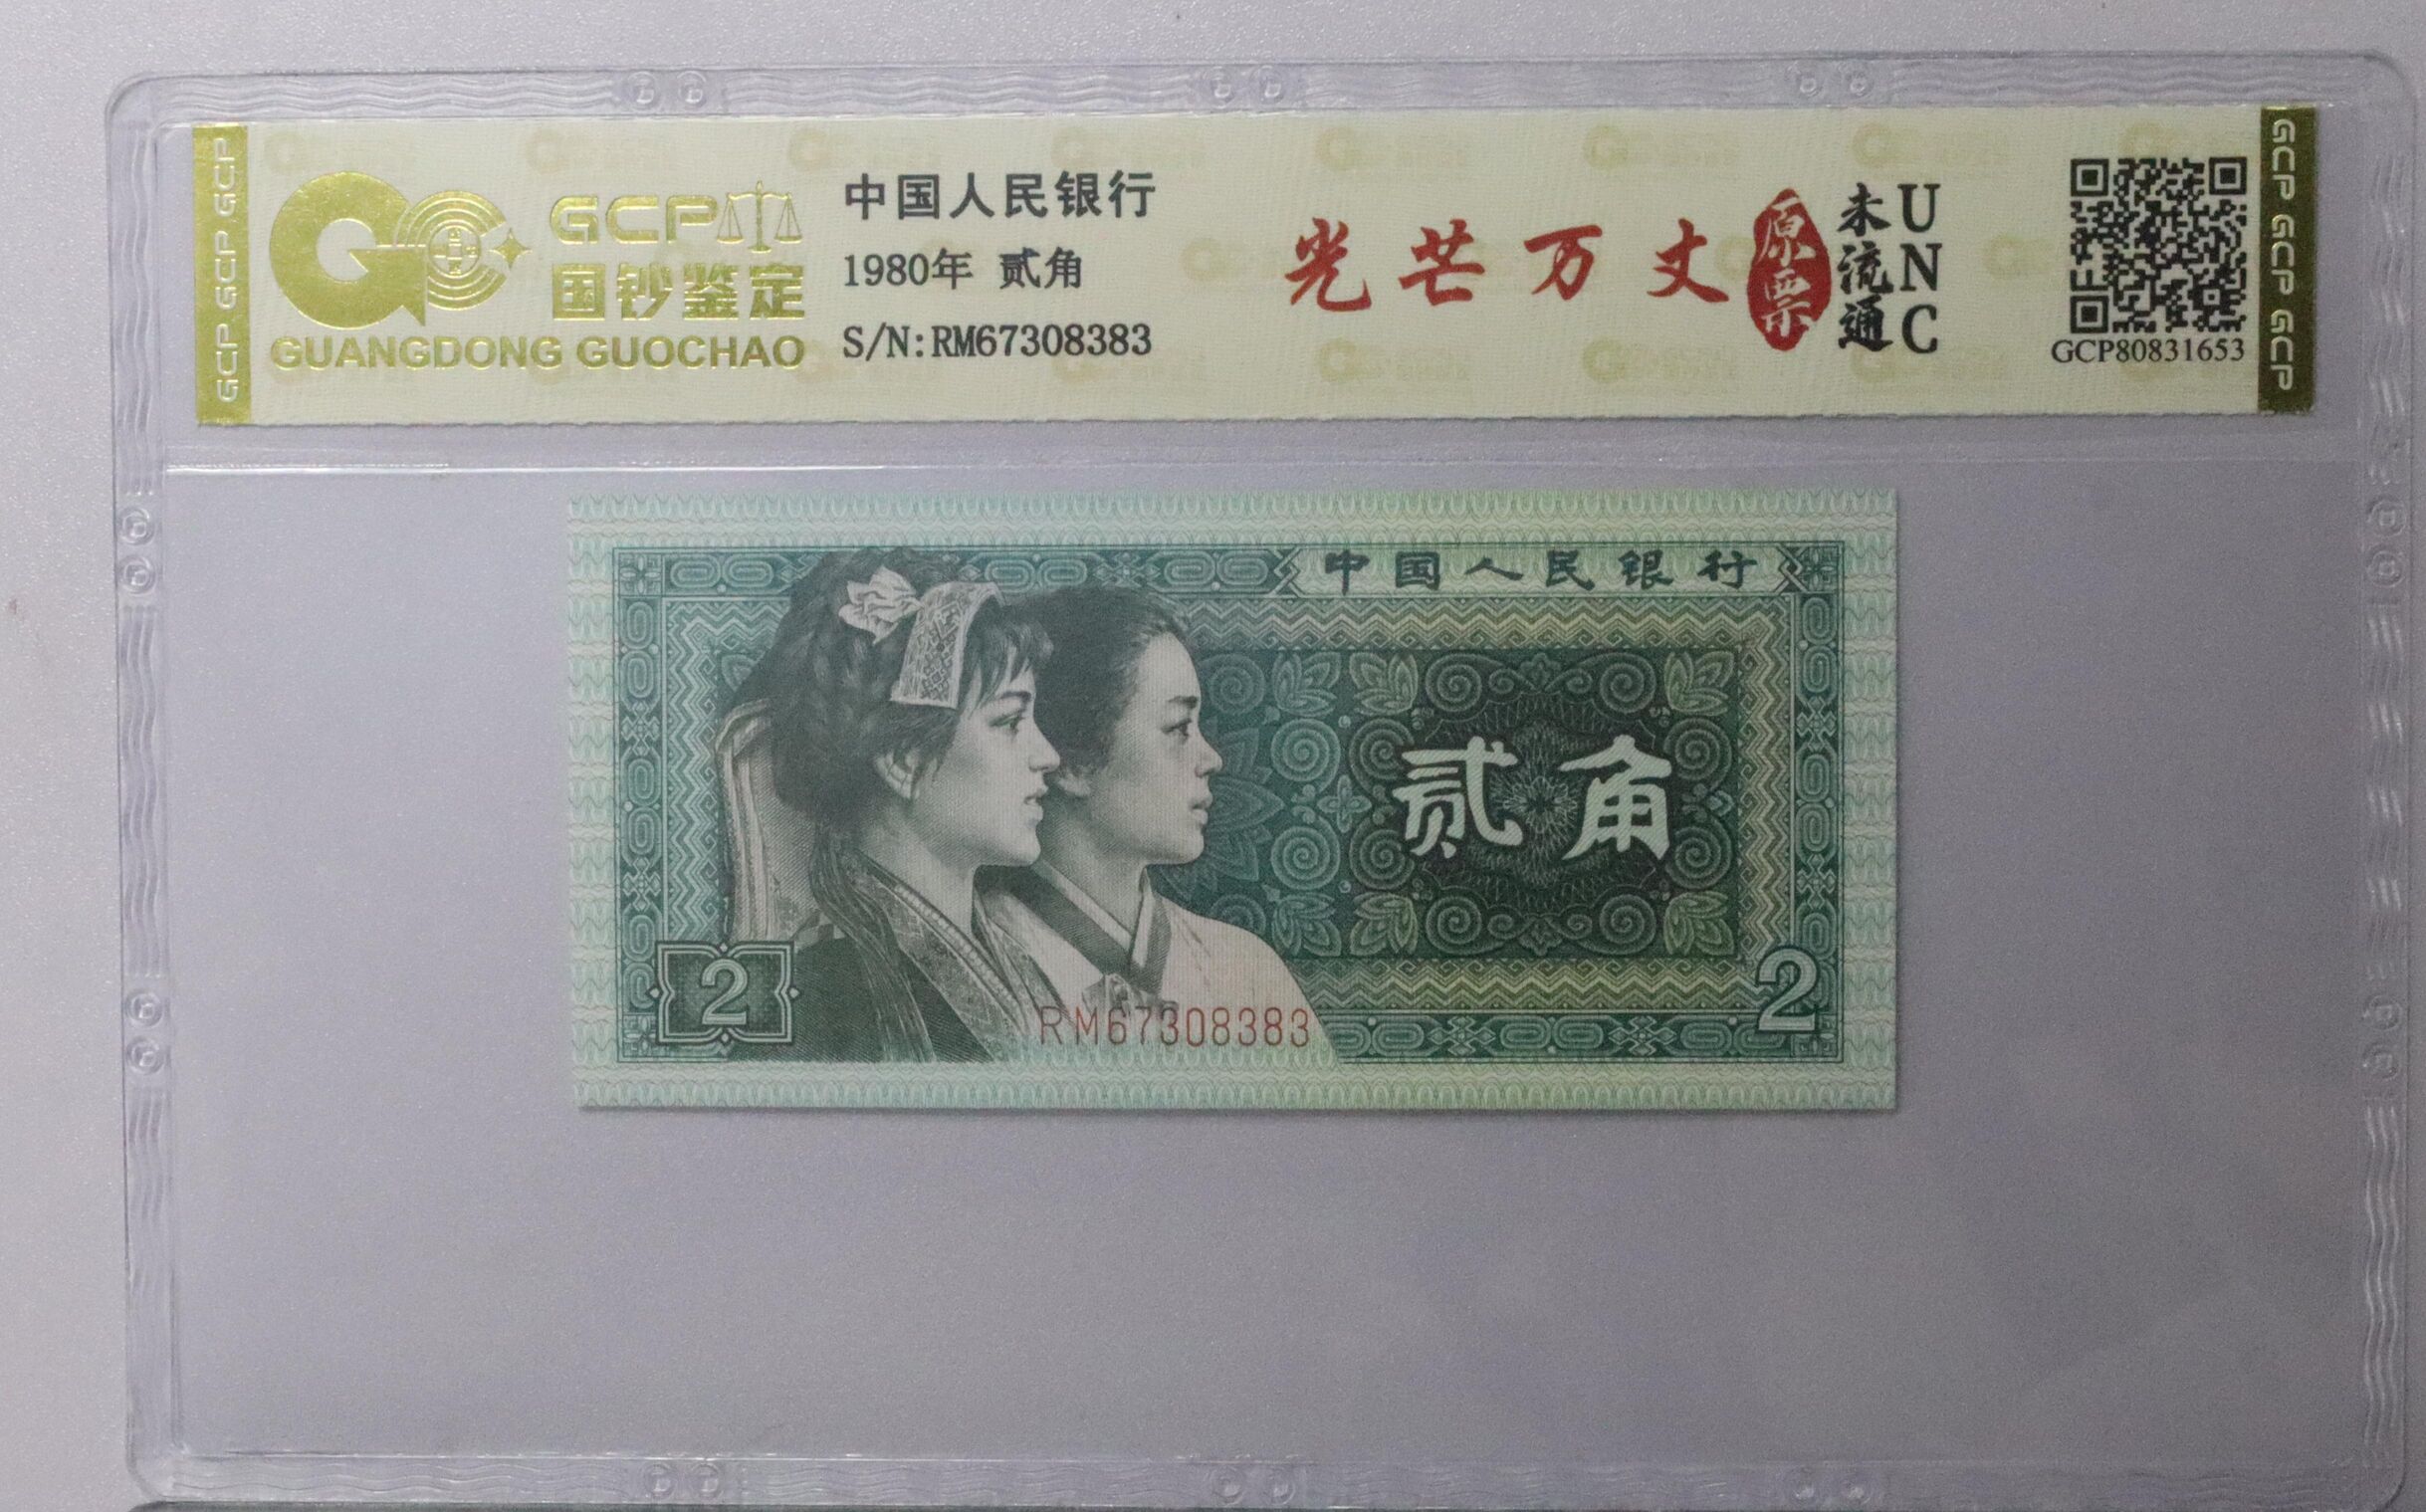 GCP GCP GCP
GCP
国钞鉴定
GUANGDONG GUOCHAO
中国人民银行
1980年 贰角
S/N:RM67308383
光芒万丈
原票
未流通
UNC
GCP80831653
GCP GCP GCP
中国人民银行
贰角
2
2
RM67308383